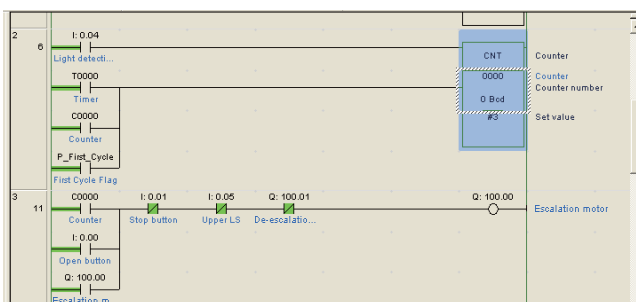 2
6
I: 0.04
Light detecti...
CNT
Counter
T0000
Timer
0000
Counter
Counter number
0 Bcd
C0000
Counter
#3
Set value
P_First_Cycle
First Cycle Flag
3
11
C0000
I: 0.01
I: 0.05
Q: 100.01
Q: 100.00
Counter
Stop button
Upper LS
De-escalatio...
Escalation motor
I: 0.00
Open button
Q: 100.00
Escalation m...